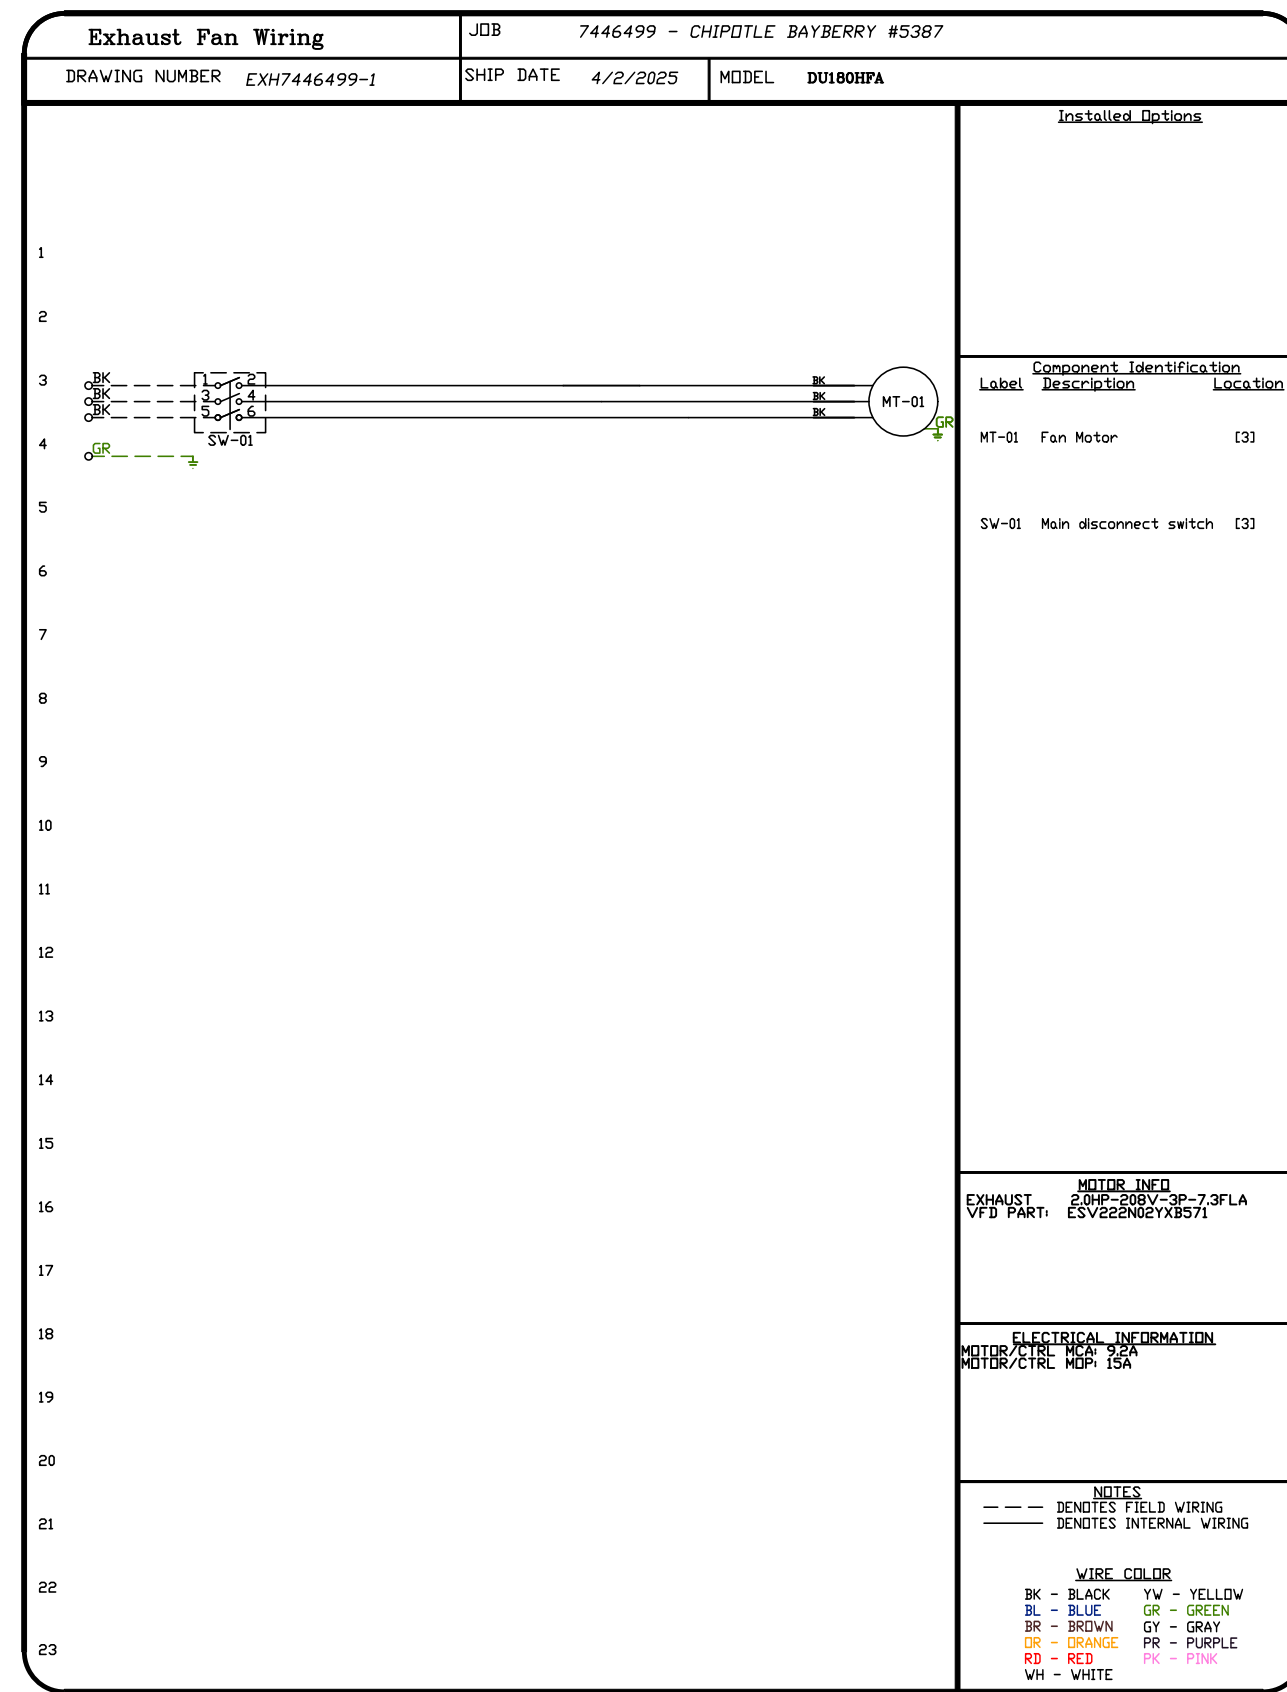 Exhaust Fan Wiring
JOB 7446499 - CHIPOTLE BAYBERRY #5387
DRAWING NUMBER EXH7446499-1
SHIP DATE 4/2/2025
MODEL DU180HFA
Installed Options
1
2
3
BK 1 2 BK
BK 3 4 BK
BK 5 6 BK
MT-01
GR
SW-01
4
GR
5
6
7
8
9
10
11
12
13
14
15
16
17
18
19
20
21
22
23
Component Identification
Label Description Location
MT-01 Fan Motor [3]
SW-01 Main disconnect switch [3]
MOTOR INFO
EXHAUST 2.0HP-208V-3P-7.3FLA
VFD PART: ESV222N02YXB571
ELECTRICAL INFORMATION
MOTOR/CTRL MCA: 9.2A
MOTOR/CTRL MOP: 15A
NOTES
DENOTES FIELD WIRING
DENOTES INTERNAL WIRING
WIRE COLOR
BK - BLACK YW - YELLOW
BL - BLUE GR - GREEN
BR - BROWN GY - GRAY
OR - ORANGE PR - PURPLE
RD - RED PK - PINK
WH - WHITE